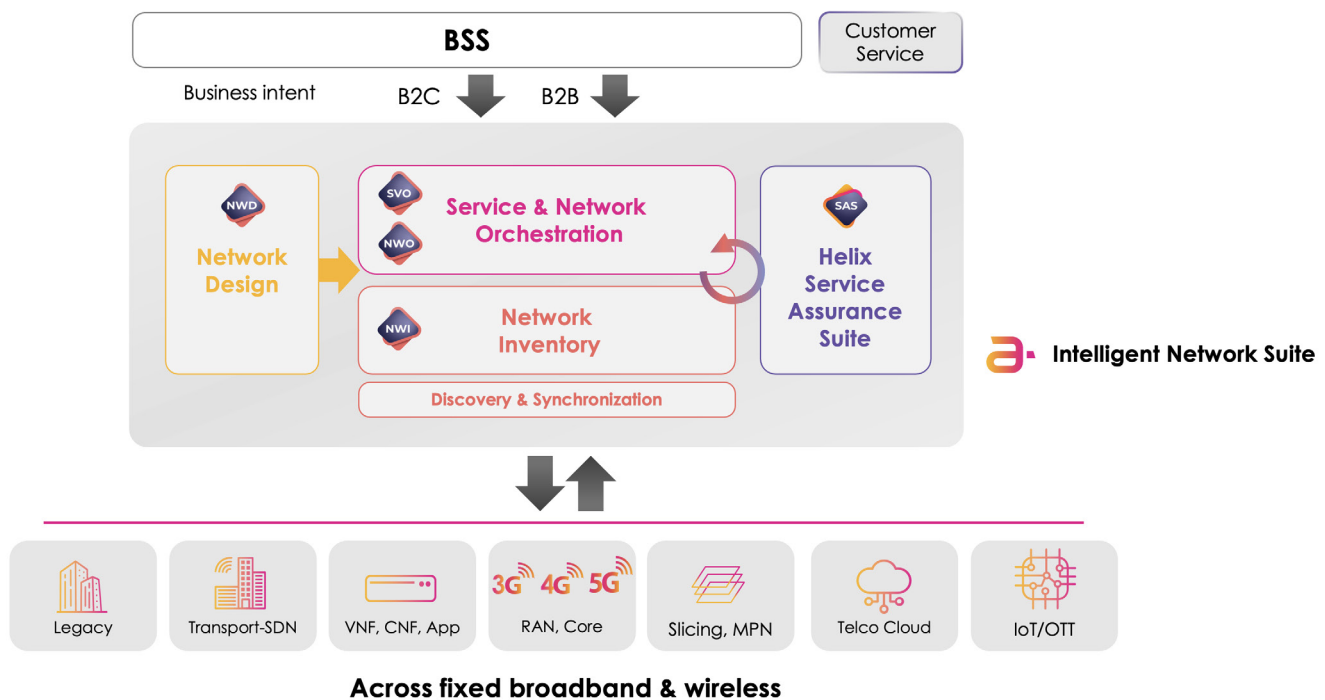 BSS
Customer
Service
Business intent
B2C
B2B
NWD
Network
Design
SVO
NWO
Service & Network
Orchestration
NWI
Network
Inventory
Discovery & Synchronization
SAS
Helix
Service
Assurance
Suite
a
Intelligent Network Suite
Legacy
Transport-SDN
VNF, CNF, App
3G 4G 5G
RAN, Core
Slicing, MPN
Telco Cloud
IoT/OTT
Across fixed broadband & wireless